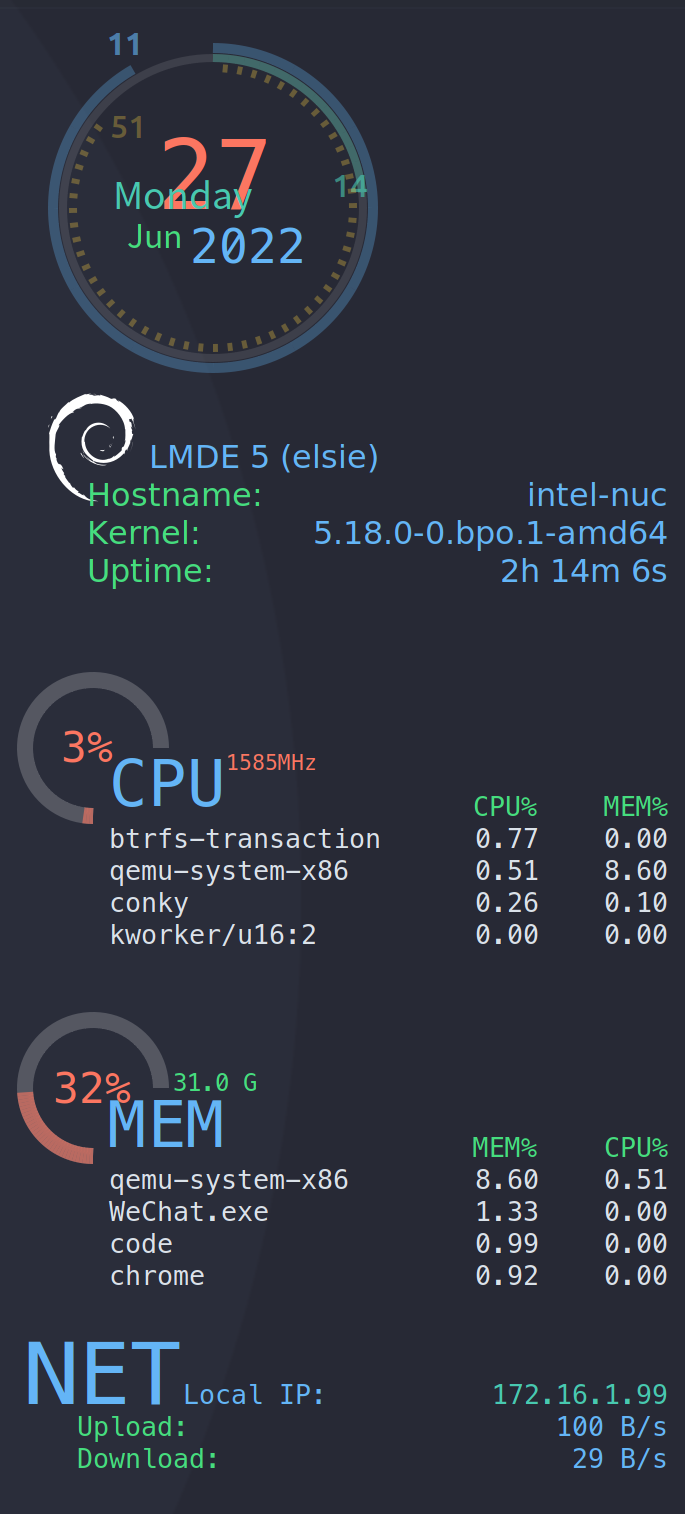 11
51
27
14
Monday
Jun 2022
LMDE 5 (elsie)
Hostname: intel-nuc
Kernel: 5.18.0-0.bpo.1-amd64
Uptime: 2h 14m 6s
3%
CPU 1585MHz
CPU% MEM%
btrfs-transaction 0.77 0.00
qemu-system-x86 0.51 8.60
conky 0.26 0.10
kworker/u16:2 0.00 0.00
32% 31.0 G
MEM
MEM% CPU%
qemu-system-x86 8.60 0.51
WeChat.exe 1.33 0.00
code 0.99 0.00
chrome 0.92 0.00
NET Local IP: 172.16.1.99
Upload: 100 B/s
Download: 29 B/s